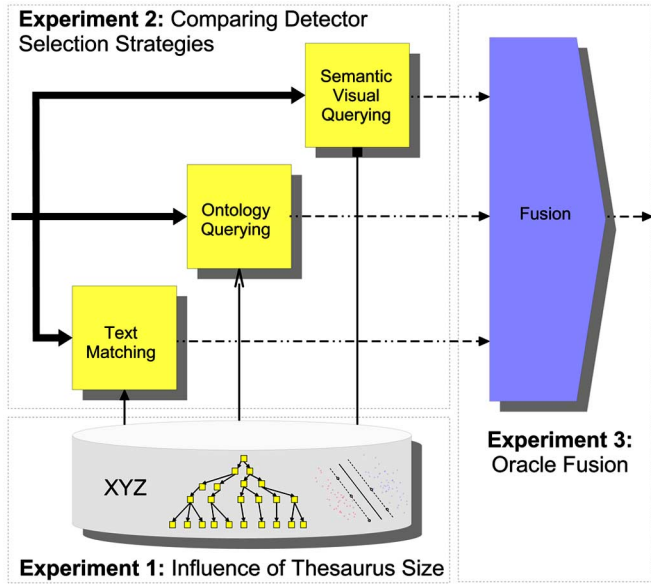 Experiment 2: Comparing Detector
Selection Strategies
Semantic
Visual
Querying
Ontology
Querying
Fusion
Text
Matching
Experiment 3:
Oracle Fusion
XYZ
Experiment 1: Influence of Thesaurus Size